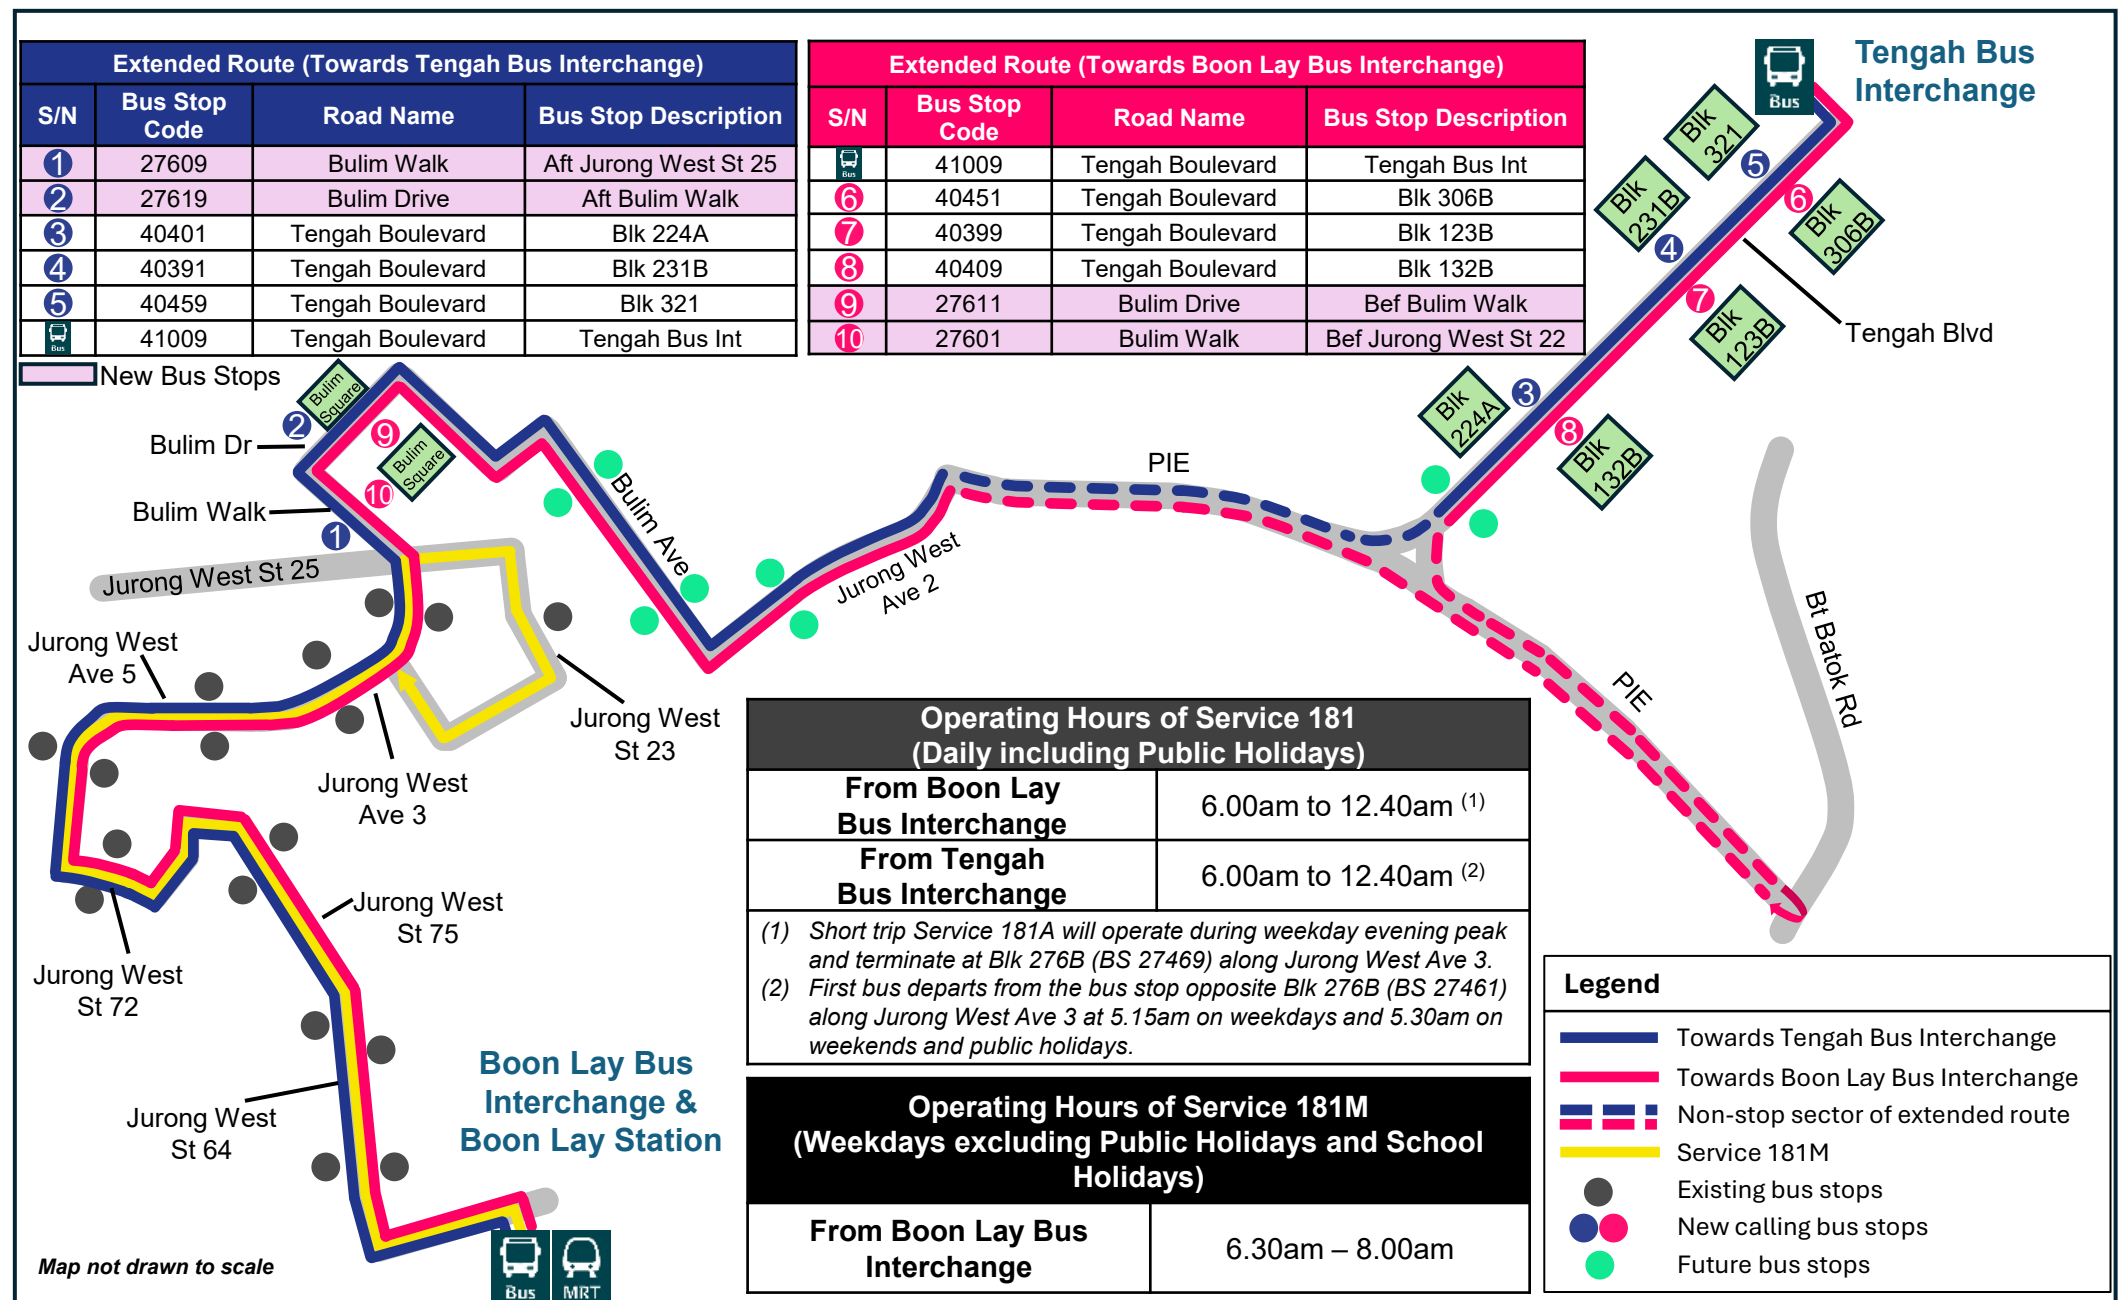 Extended Route (Towards Tengah Bus Interchange)
S/N Bus Stop Code Road Name Bus Stop Description
1 27609 Bulim Walk Aft Jurong West St 25
2 27619 Bulim Drive Aft Bulim Walk
3 40401 Tengah Boulevard Blk 224A
4 40391 Tengah Boulevard Blk 231B
5 40459 Tengah Boulevard Blk 321
Bus 41009 Tengah Boulevard Tengah Bus Int
New Bus Stops
Extended Route (Towards Boon Lay Bus Interchange)
S/N Bus Stop Code Road Name Bus Stop Description
Bus 41009 Tengah Boulevard Tengah Bus Int
6 40451 Tengah Boulevard Blk 306B
7 40399 Tengah Boulevard Blk 123B
8 40409 Tengah Boulevard Blk 132B
9 27611 Bulim Drive Bef Bulim Walk
10 27601 Bulim Walk Bef Jurong West St 22
Bus
Tengah Bus
Interchange
Blk
321
5
Blk
231B
4
6
Blk
306B
7
Blk
123B
Tengah Blvd
3
Blk
224A
8
Blk
132B
Bulim
Square
2
Bulim Dr
9
Bulim
Square
10
Bulim Walk
1
Jurong West St 25
Bulim Ave
Jurong West
Ave 2
PIE
PIE
Bt Batok Rd
Jurong West
Ave 5
Jurong West
St 23
Jurong West
Ave 3
Jurong West
St 75
Jurong West
St 72
Jurong West
St 64
Boon Lay Bus
Interchange &
Boon Lay Station
Bus
MRT
Map not drawn to scale
Operating Hours of Service 181
(Daily including Public Holidays)
From Boon Lay
Bus Interchange
6.00am to 12.40am (1)
From Tengah
Bus Interchange
6.00am to 12.40am (2)
(1) Short trip Service 181A will operate during weekday evening peak
and terminate at Blk 276B (BS 27469) along Jurong West Ave 3.
(2) First bus departs from the bus stop opposite Blk 276B (BS 27461)
along Jurong West Ave 3 at 5.15am on weekdays and 5.30am on
weekends and public holidays.
Operating Hours of Service 181M
(Weekdays excluding Public Holidays and School
Holidays)
From Boon Lay Bus
Interchange
6.30am – 8.00am
Legend
Towards Tengah Bus Interchange
Towards Boon Lay Bus Interchange
Non-stop sector of extended route
Service 181M
Existing bus stops
New calling bus stops
Future bus stops